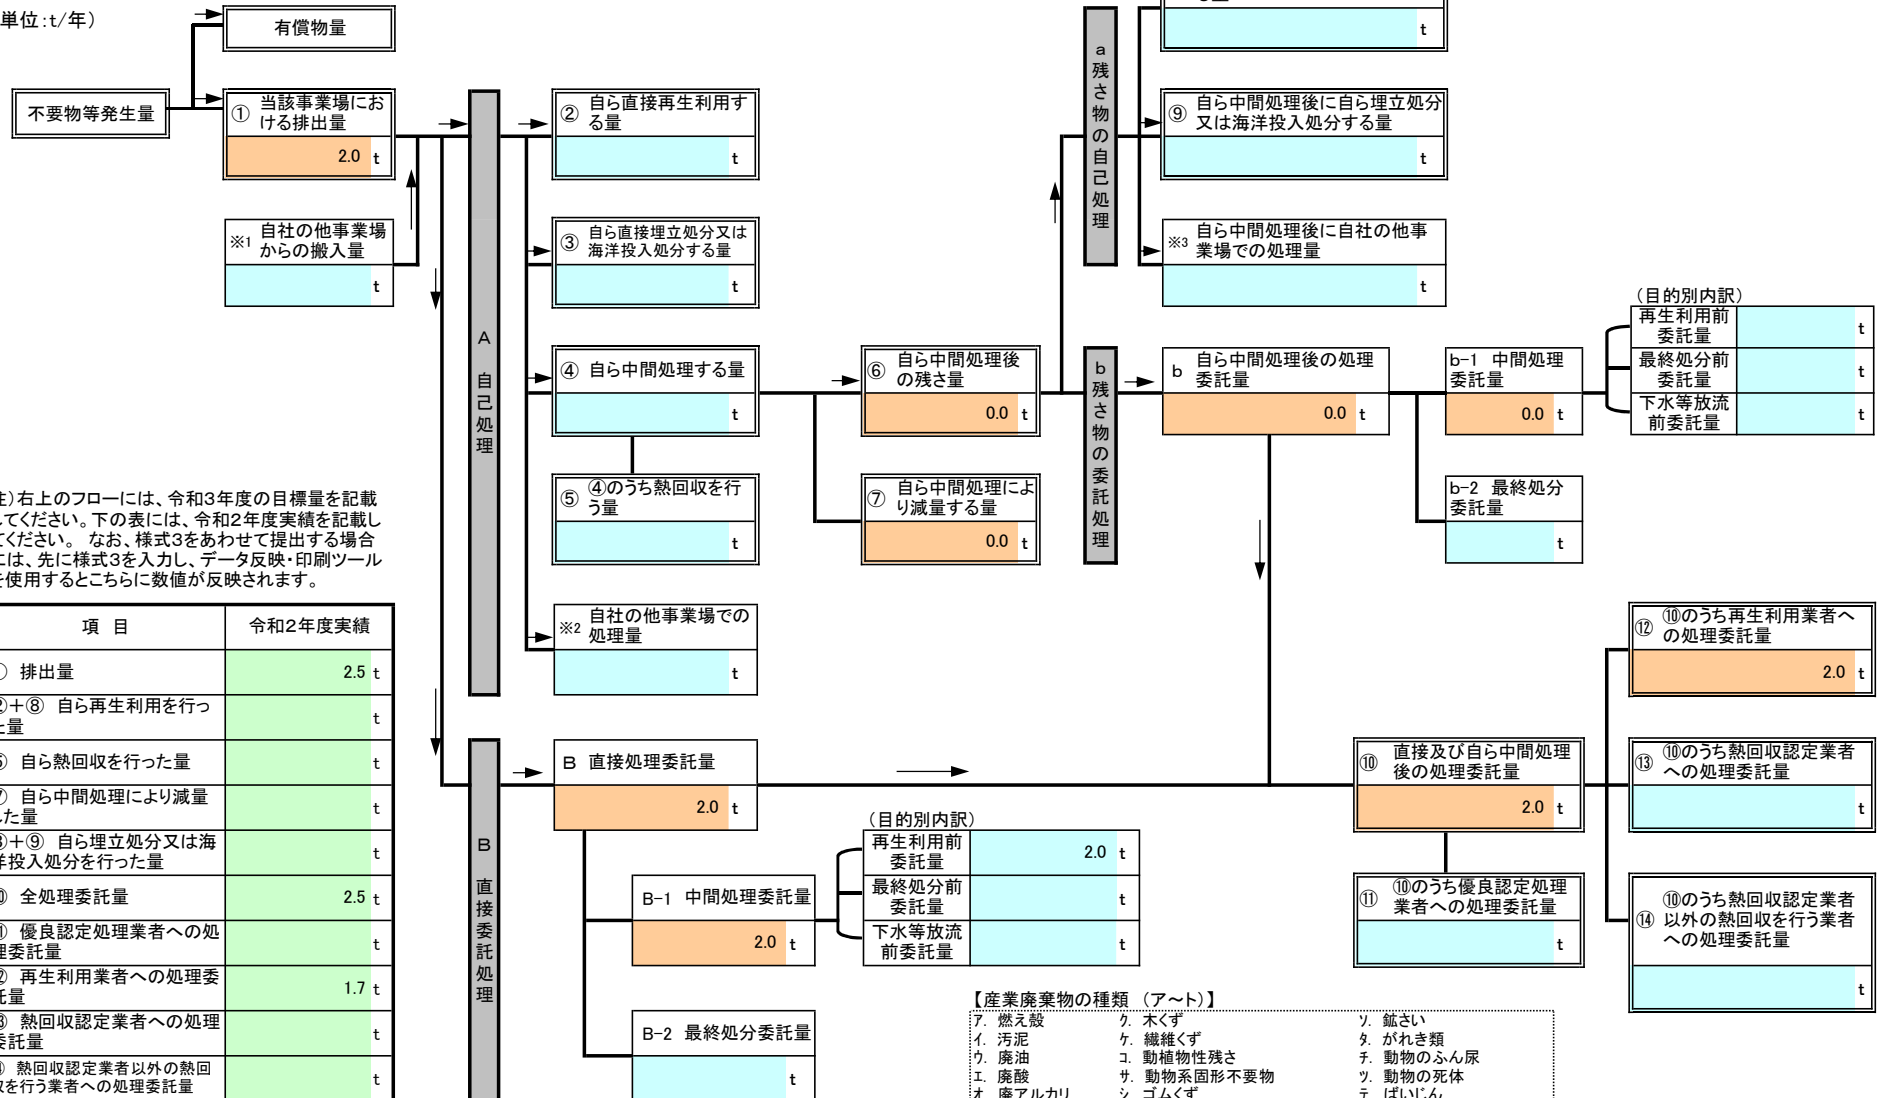 単位:t/年）
有償物量
不要物等発生量
① 当該事業場にお
ける排出量
2.0 t
※1 自社の他事業場
からの搬入量
t
A 自己処理
② 自ら直接再生利用す
る量
t
③ 自ら直接埋立処分又は
海洋投入処分する量
t
④ 自ら中間処理する量
t
⑤ ④のうち熱回収を行
う量
t
※2 自社の他事業場での
処理量
t
⑥ 自ら中間処理後
の残さ量
0.0 t
⑦ 自ら中間処理によ
り減量する量
0.0 t
a残さ物の自己処理
t
⑨ 自ら中間処理後に自ら埋立処分
又は海洋投入処分する量
t
※3 自ら中間処理後に自社の他事
業場での処理量
t
b残さ物の委託処理
b 自ら中間処理後の処理
委託量
0.0 t
b-1 中間処理
委託量
0.0 t
（目的別内訳）
再生利用前
委託量
t
最終処分前
委託量
t
下水等放流
前委託量
t
b-2 最終処分
委託量
t
注）右上のフローには、令和３年度の目標量を記載
してください。下の表には、令和２年度実績を記載し
てください。 なお、様式３をあわせて提出する場合
には、先に様式３を入力し、データ反映・印刷ツール
を使用するとこちらに数値が反映されます。
項 目 令和２年度実績
① 排出量 2.5 t
②＋⑧ 自ら再生利用を行っ
た量 t
⑤ 自ら熱回収を行った量 t
⑦ 自ら中間処理により減量
した量 t
③＋⑨ 自ら埋立処分又は海
洋投入処分を行った量 t
⑩ 全処理委託量 2.5 t
⑪ 優良認定処理業者への処
理委託量 t
⑫ 再生利用業者への処理委
託量 1.7 t
⑬ 熱回収認定業者への処理
委託量 t
⑭ 熱回収認定業者以外の熱回
収を行う業者への処理委託量 t
B 直接委託処理
B 直接処理委託量
2.0 t
B-1 中間処理委託量
2.0 t
（目的別内訳）
再生利用前
委託量
2.0 t
最終処分前
委託量
t
下水等放流
前委託量
t
B-2 最終処分委託量
t
⑩ 直接及び自ら中間処理
後の処理委託量
2.0 t
⑪ ⑩のうち優良認定処理
業者への処理委託量
t
⑫ ⑩のうち再生利用業者へ
の処理委託量
2.0 t
⑬ ⑩のうち熱回収認定業者
への処理委託量
t
⑭ ⑩のうち熱回収認定業者
以外の熱回収を行う業者
への処理委託量
t
【産業廃棄物の種類 （ア～ト）】
ア. 燃え殻 ク. 木くず ソ. 鉱さい
イ. 汚泥 ケ. 繊維くず タ. がれき類
ウ. 廃油 コ. 動植物性残さ チ. 動物のふん尿
エ. 廃酸 サ. 動物系固形不要物 ツ. 動物の死体
オ. 廃アルカリ シ. ゴムくず テ. ばいじん